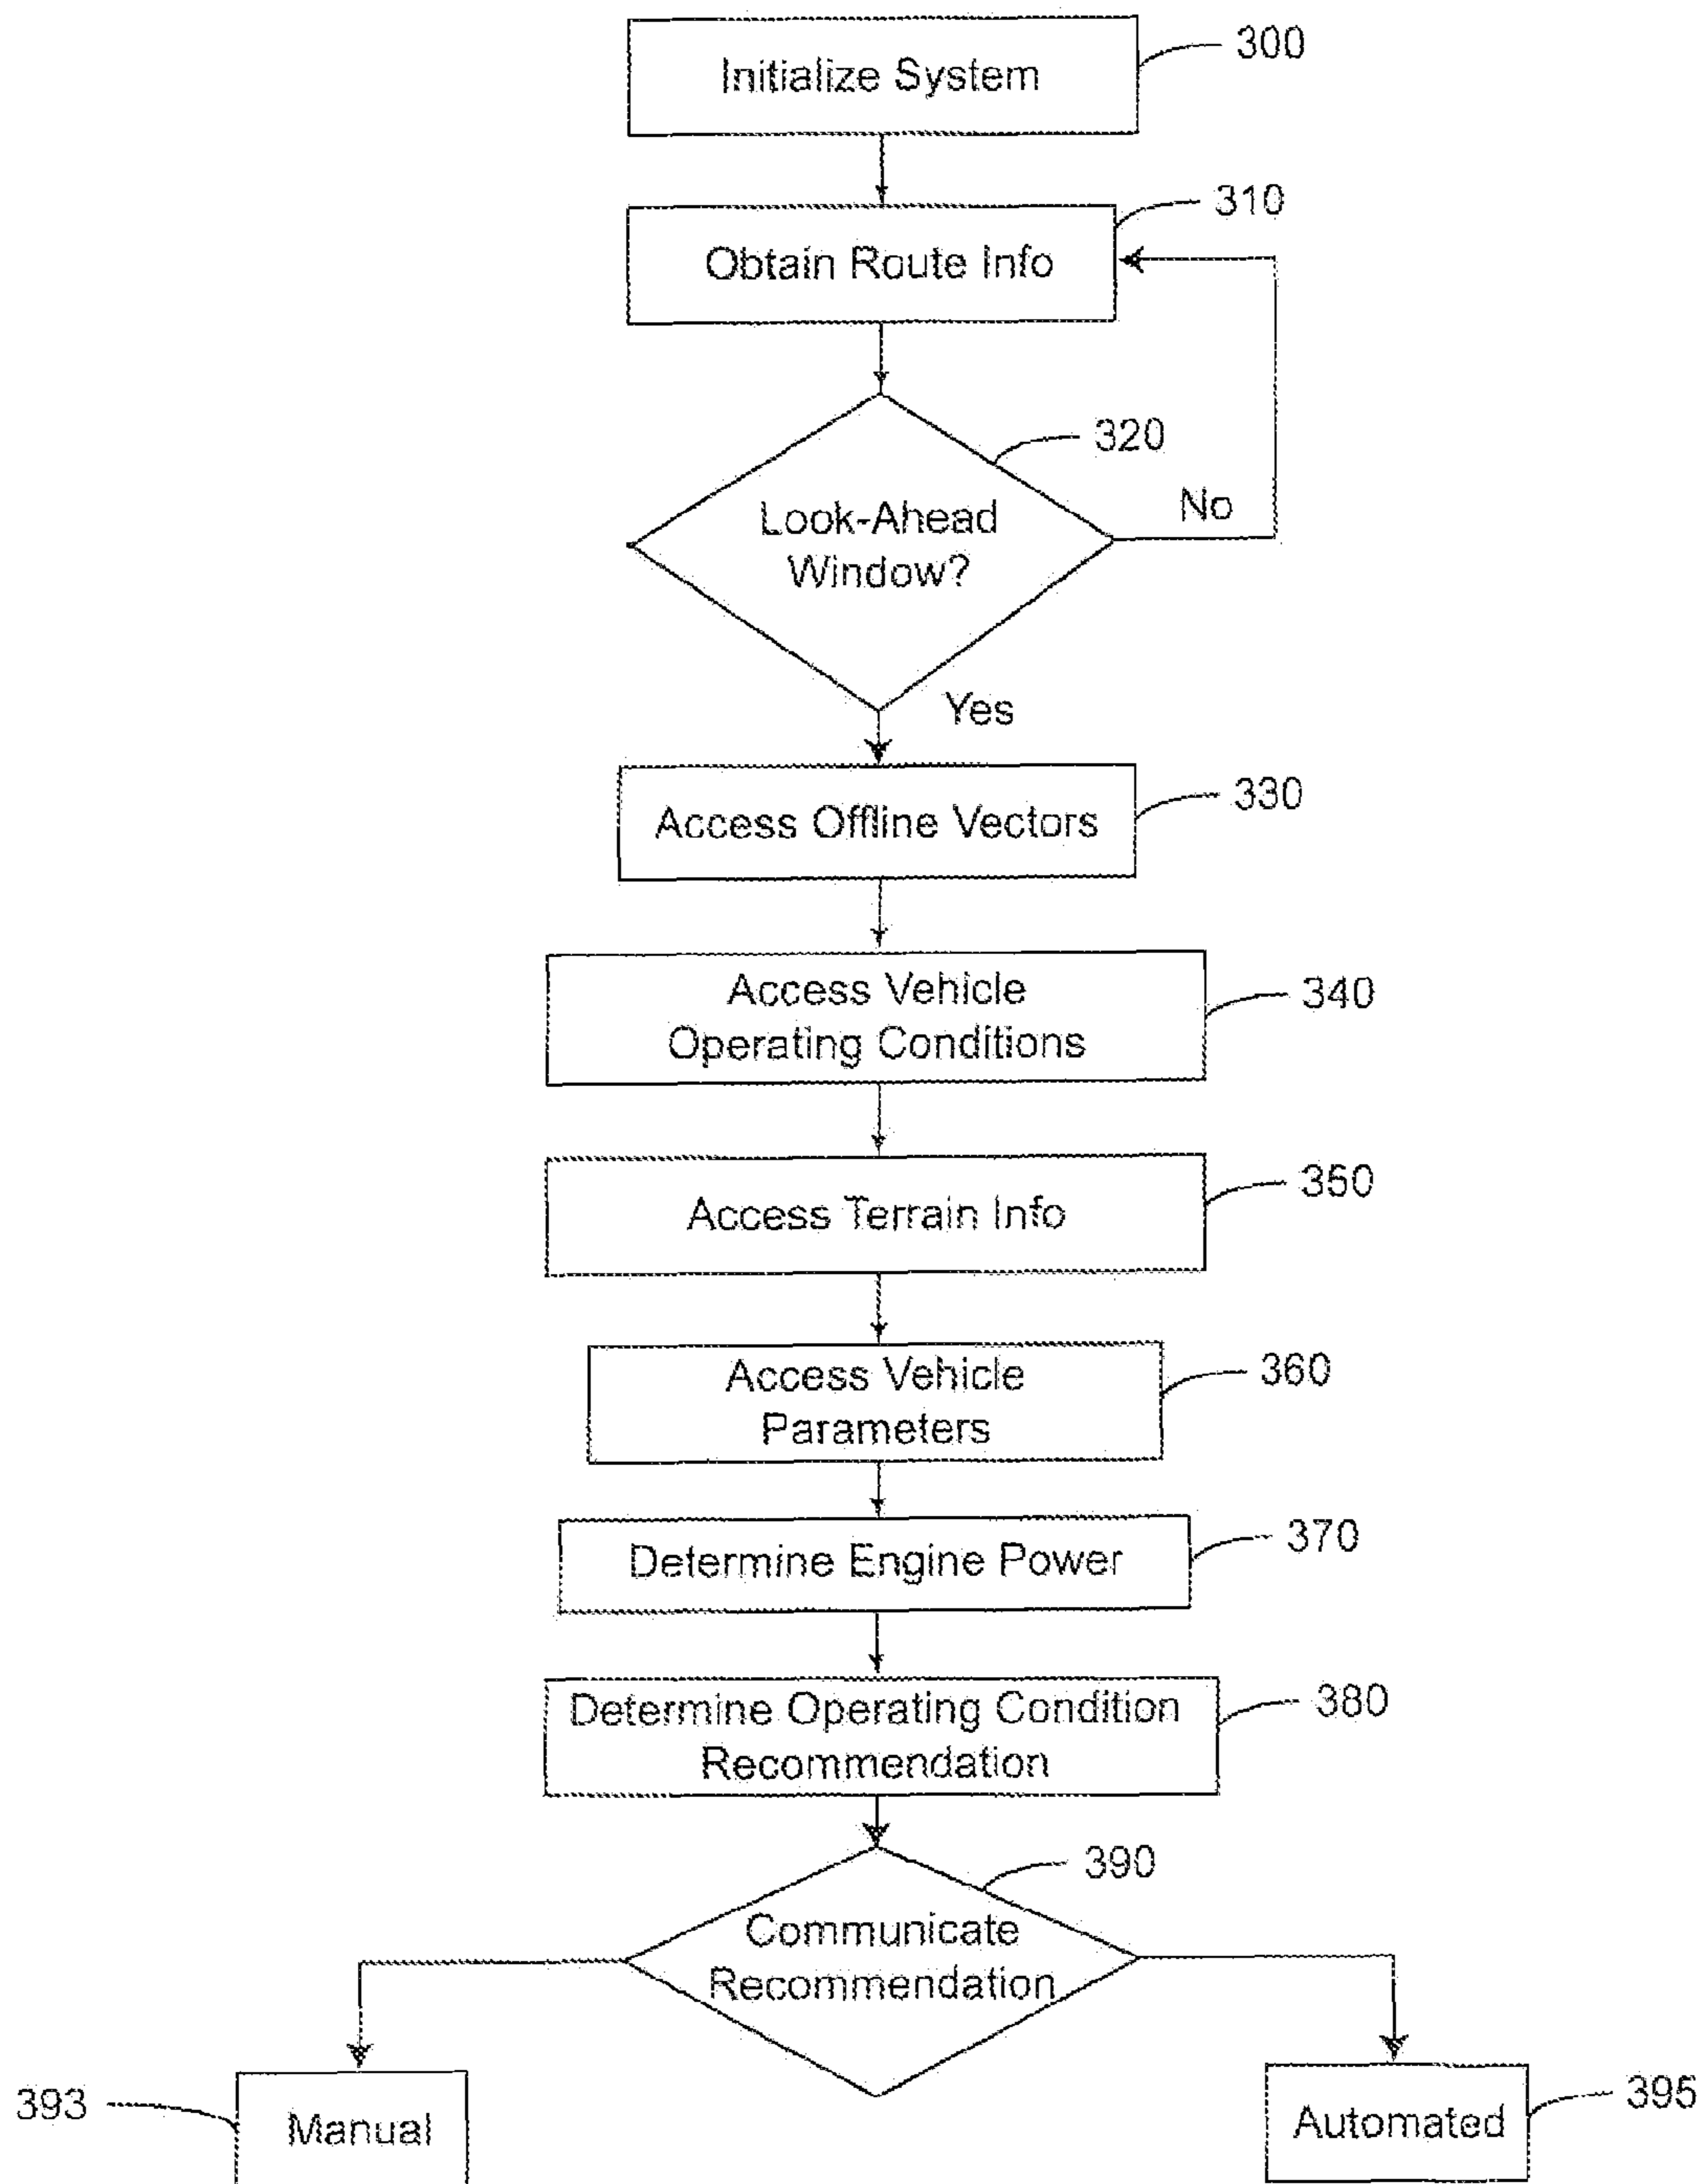 Initialize System
300
Obtain Route Info
310
Look-Ahead
Window?
320
No
Yes
Access Offline Vectors
330
Access Vehicle
Operating Conditions
340
Access Terrain Info
350
Access Vehicle
Parameters
360
Determine Engine Power
370
Determine Operating Condition
Recommendation
380
Communicate
Recommendation
390
393
Manual
Automated
395